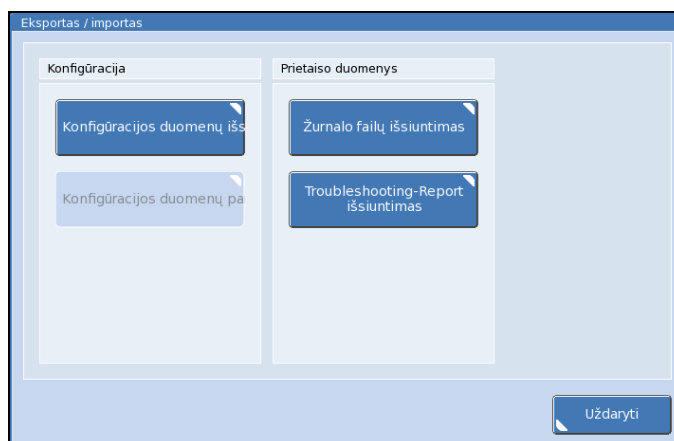 Eksportas / importas
Konfigūracija
Prietaiso duomenys
Konfigūracijos duomenų išs
Žurnalo failų išsiuntimas
Konfigūracijos duomenų pa
Troubleshooting-Report
išsiuntimas
Uždaryti